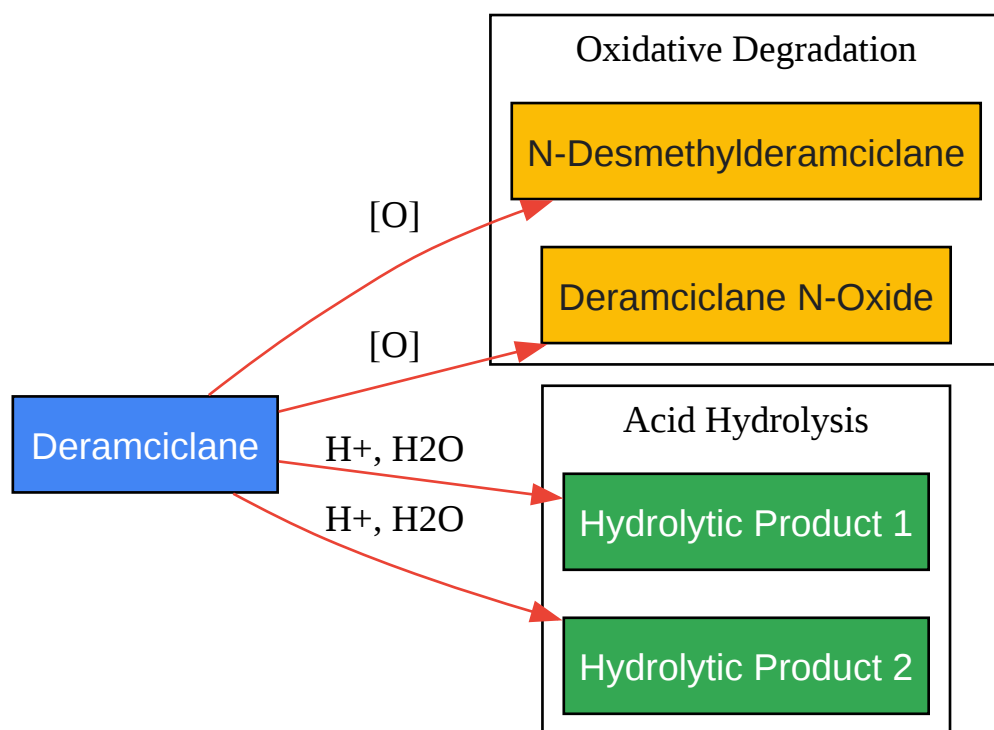 Oxidative Degradation
N-Desmethylderamciclane
[O]
Deramciclane N-Oxide
[O]
Acid Hydrolysis
Deramciclane
H+, H2O
Hydrolytic Product 1
H+, H2O
Hydrolytic Product 2